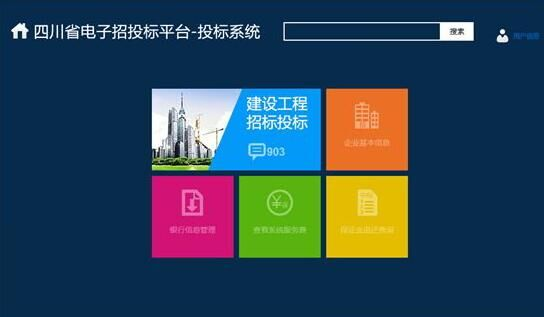 四川省电子招投标平台-投标系统
搜索
用户信息
建设工程
招标投标
903
企业基本信息
银行信息管理
查看系统服务费
保证金退还查询